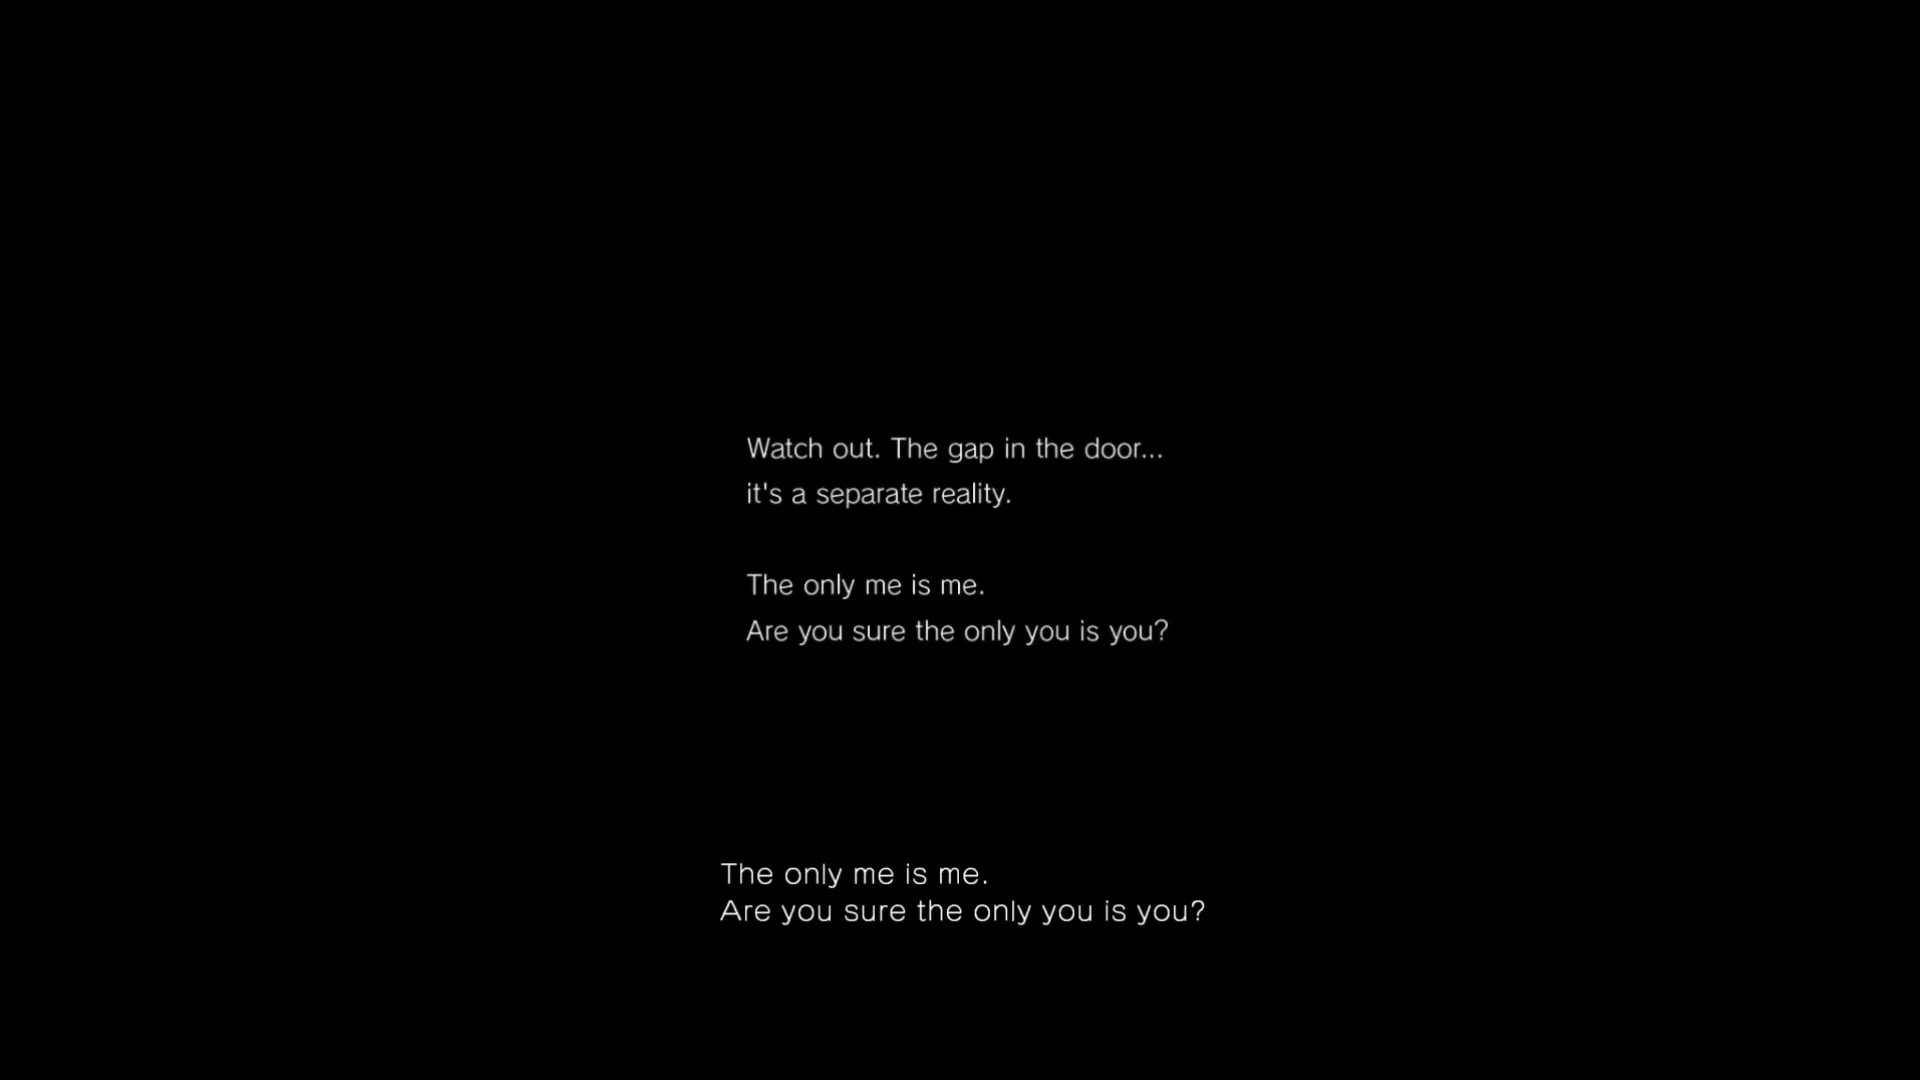 Watch out. The gap in the door...
it's a separate reality.
The only me is me.
Are you sure the only you is you?
The only me is me.
Are you sure the only you is you?